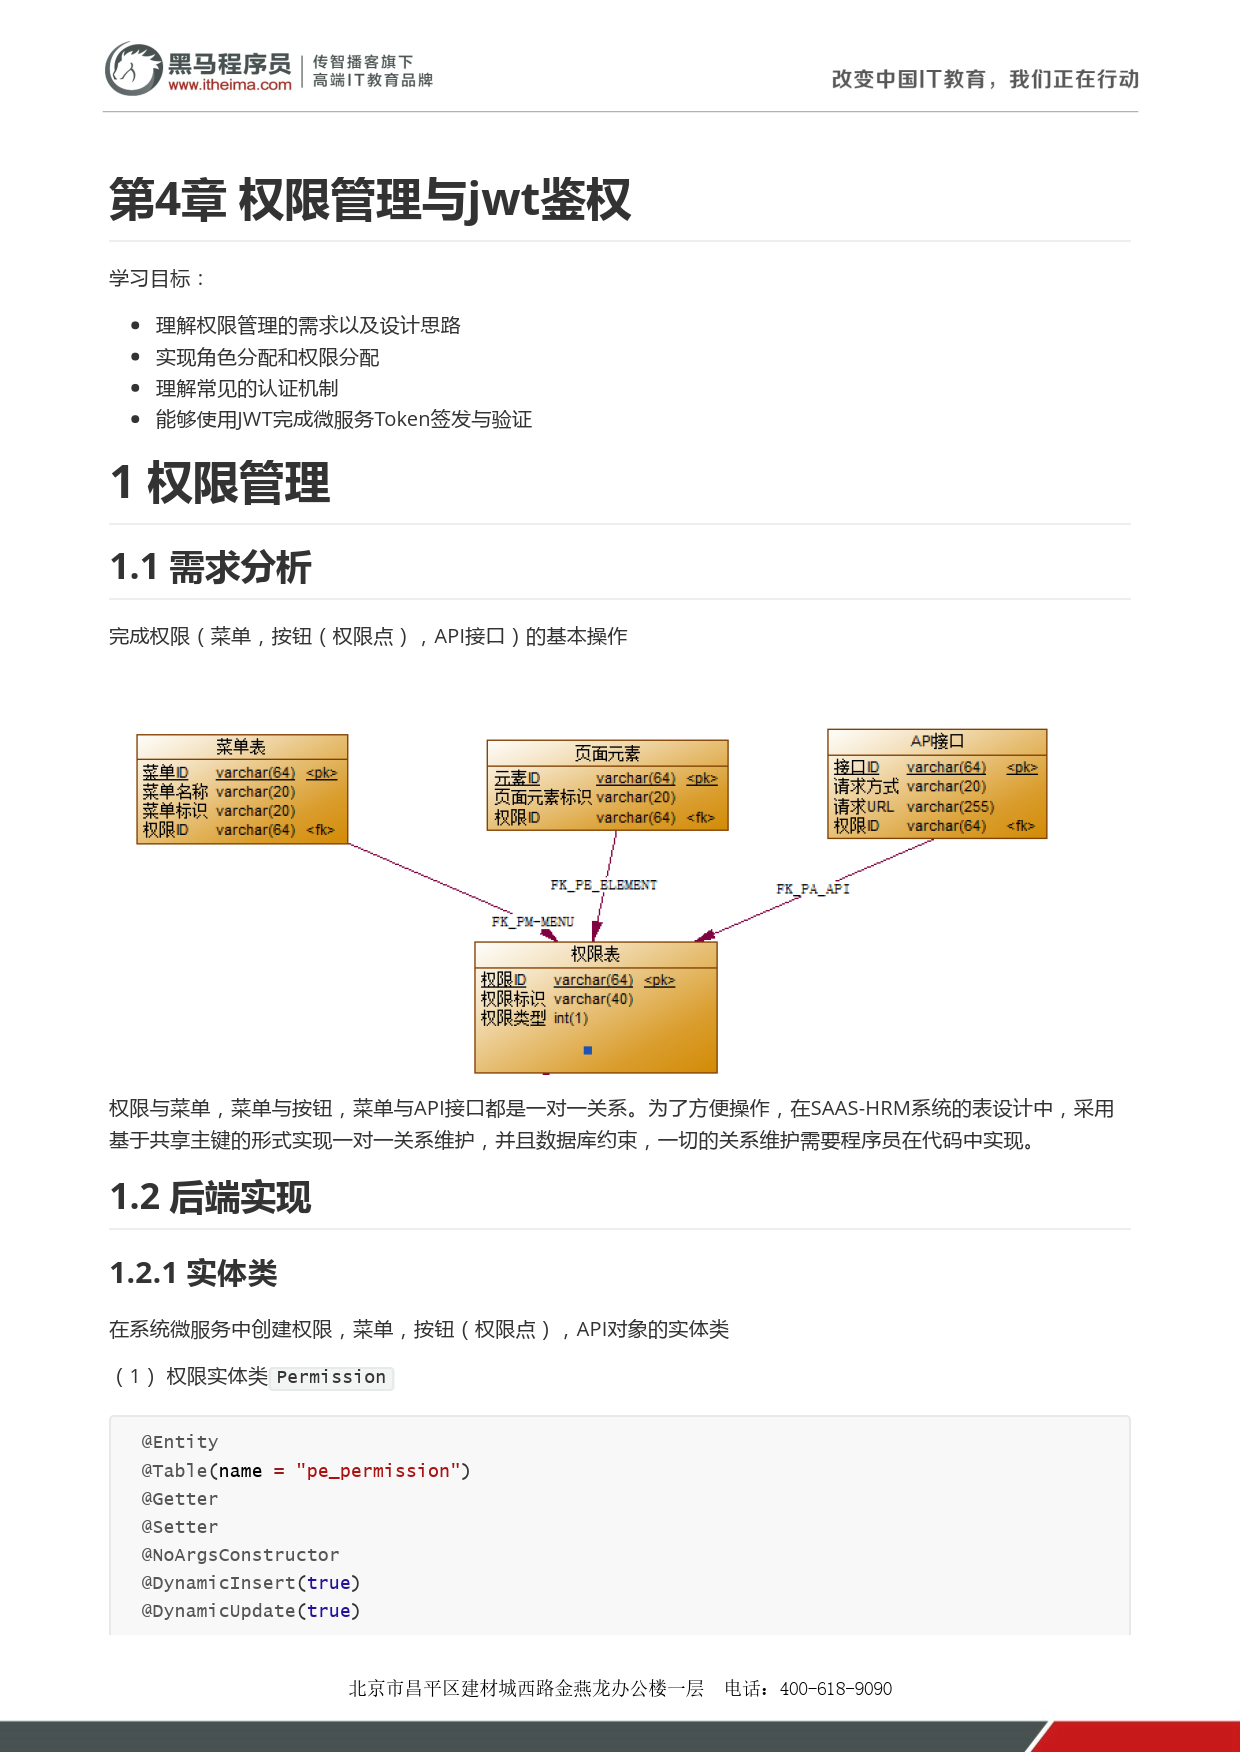 黑马程序员
www.itheima.com
传智播客旗下
高端IT教育品牌
改变中国IT教育，我们正在行动
第4章 权限管理与jwt鉴权
学习目标：
理解权限管理的需求以及设计思路
实现角色分配和权限分配
理解常见的认证机制
能够使用JWT完成微服务Token签发与验证
1 权限管理
1.1 需求分析
完成权限（菜单，按钮（权限点），API接口）的基本操作
菜单表
菜单ID varchar(64) <pk>
菜单名称 varchar(20)
菜单标识 varchar(20)
权限ID varchar(64) <fk>
页面元素
元素ID varchar(64) <pk>
页面元素标识 varchar(20)
权限ID varchar(64) <fk>
API接口
接口ID varchar(64) <pk>
请求方式 varchar(20)
请求URL varchar(255)
权限ID varchar(64) <fk>
FK_PE_ELEMENT
FK_PA_API
FK_PM-MENU
权限表
权限ID varchar(64) <pk>
权限标识 varchar(40)
权限类型 int(1)
权限与菜单，菜单与按钮，菜单与API接口都是一对一关系。为了方便操作，在SAAS-HRM系统的表设计中，采用
基于共享主键的形式实现一对一关系维护，并且数据库约束，一切的关系维护需要程序员在代码中实现。
1.2 后端实现
1.2.1 实体类
在系统微服务中创建权限，菜单，按钮（权限点），API对象的实体类
（1）权限实体类 Permission
@Entity
@Table(name = "pe_permission")
@Getter
@Setter
@NoArgsConstructor
@DynamicInsert(true)
@DynamicUpdate(true)
北京市昌平区建材城西路金燕龙办公楼一层 电话：400-618-9090